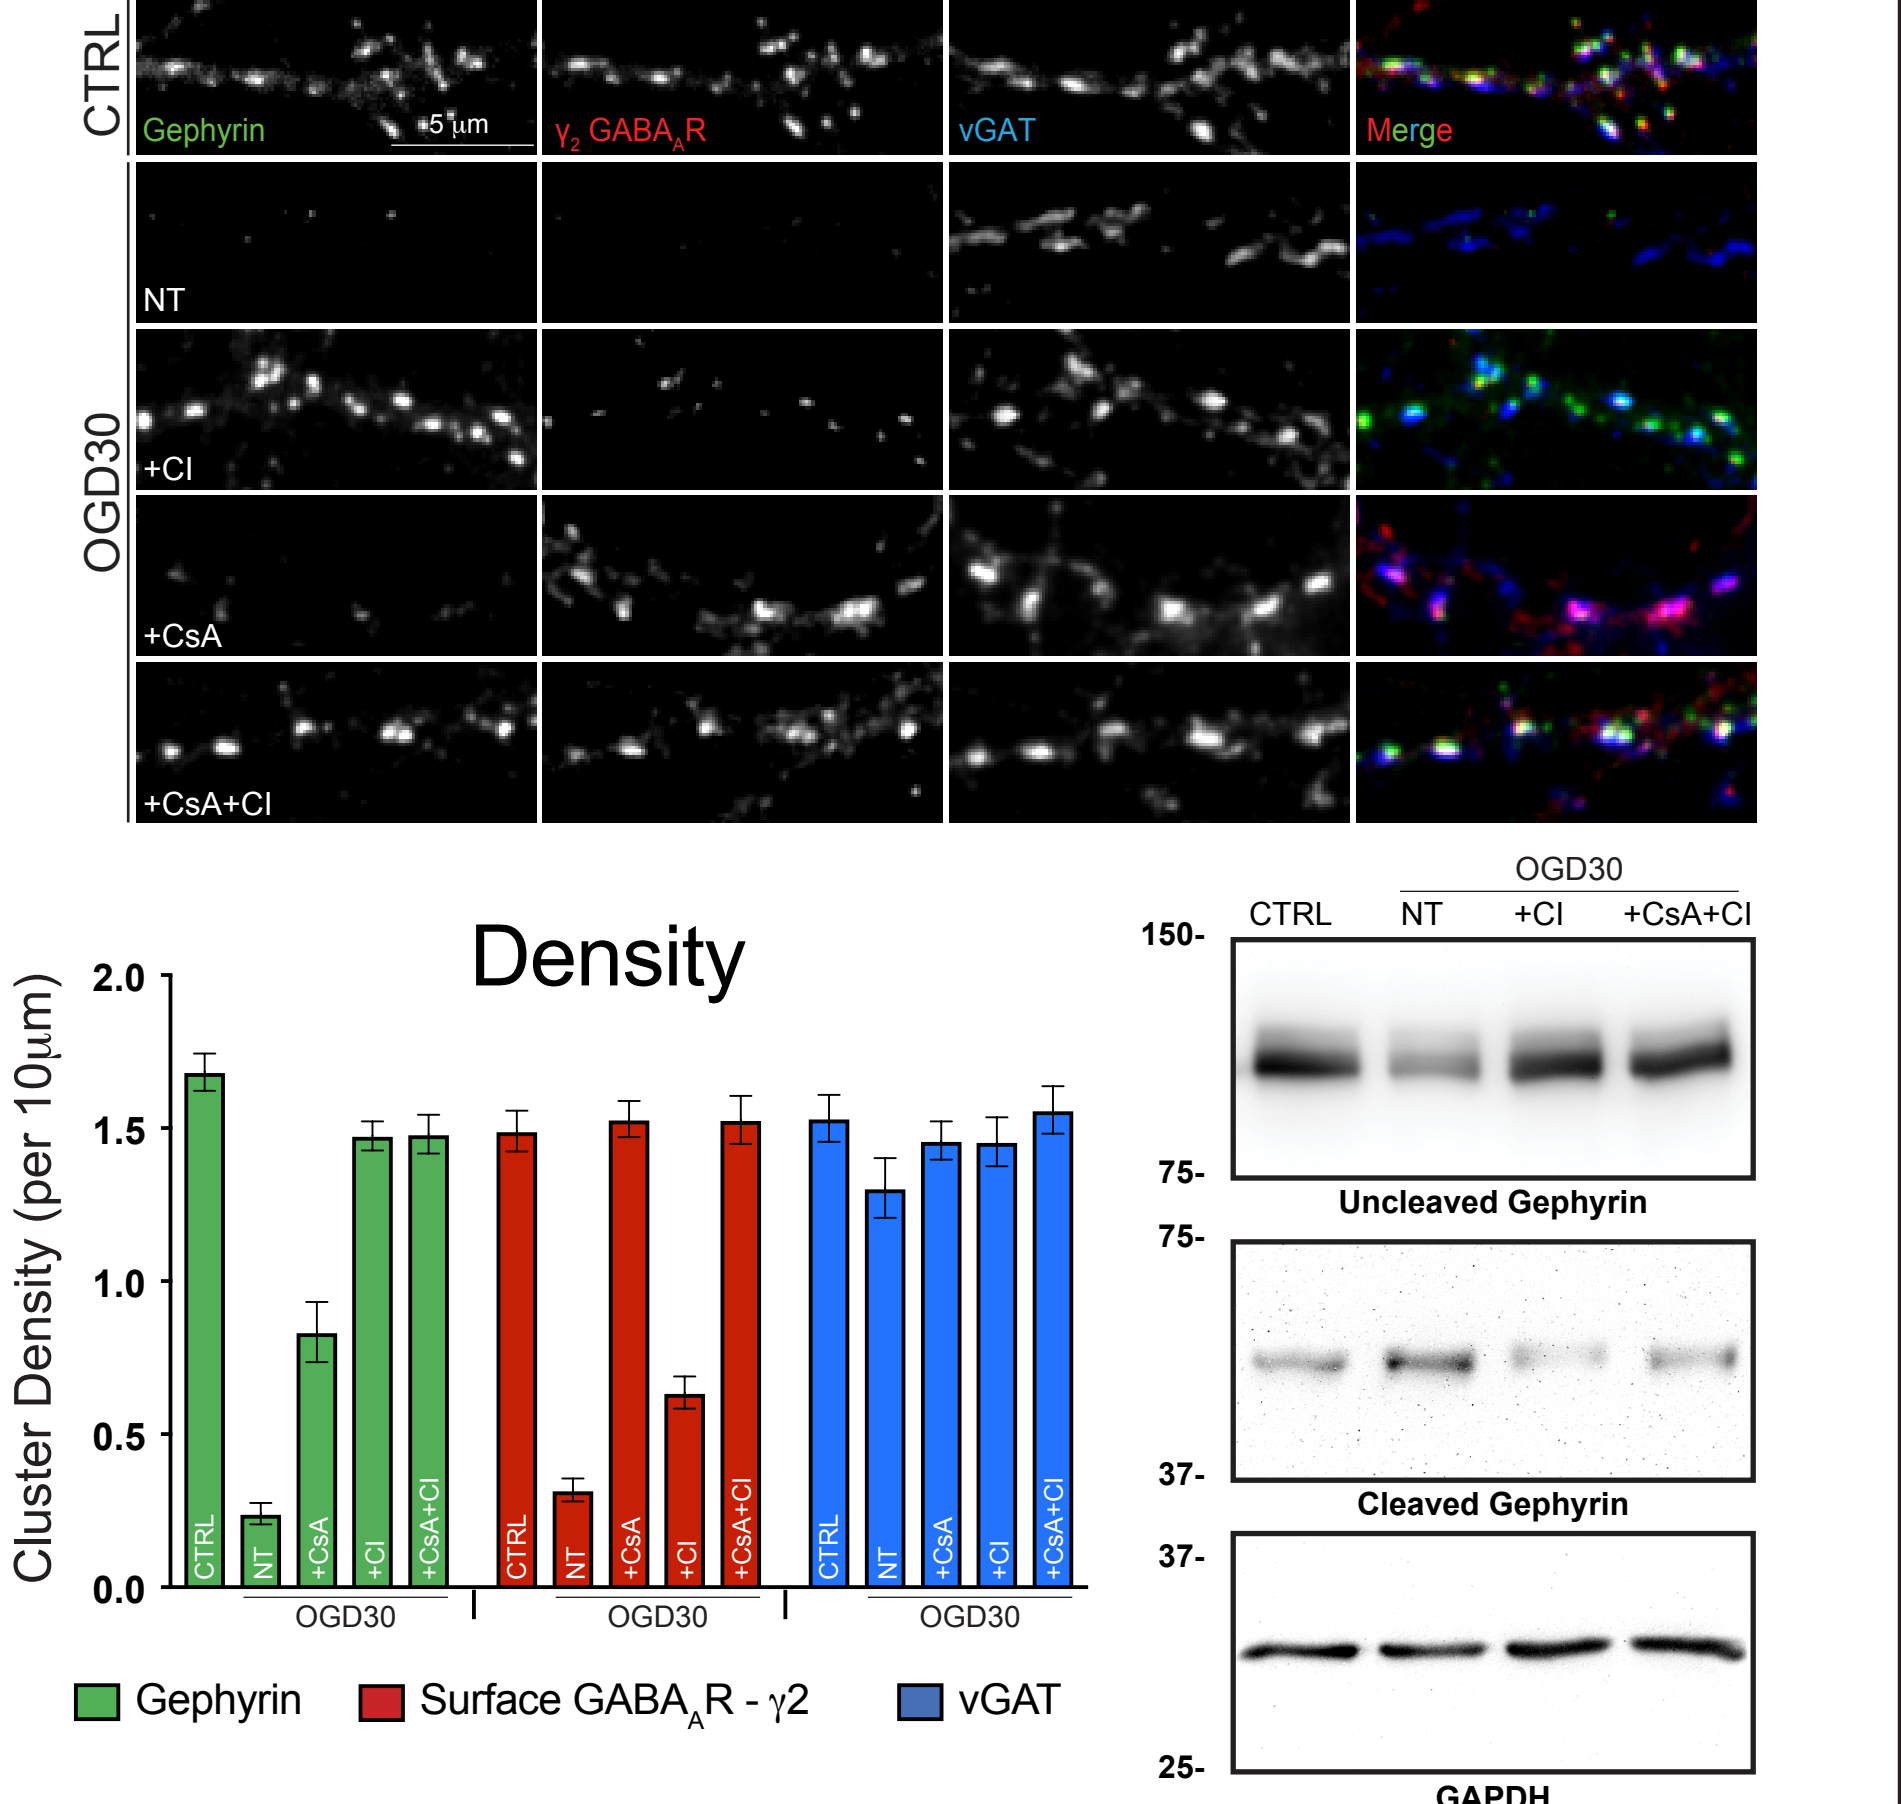 CTRL
Gephyrin
5 μm
γ2 GABAAR
vGAT
Merge
OGD30
NT
+CI
+CsA
+CsA+CI
Density
Cluster Density (per 10μm)
2.0
1.5
1.0
0.5
0.0
CTRL
NT
+CsA
+CI
+CsA+CI
CTRL
NT
+CsA
+CI
+CsA+CI
CTRL
NT
+CsA
+CI
+CsA+CI
OGD30
OGD30
OGD30
Gephyrin
Surface GABAAR - γ2
vGAT
OGD30
CTRL NT +CI +CsA+CI
150-
75-
Uncleaved Gephyrin
75-
37-
Cleaved Gephyrin
37-
25-
GAPDH